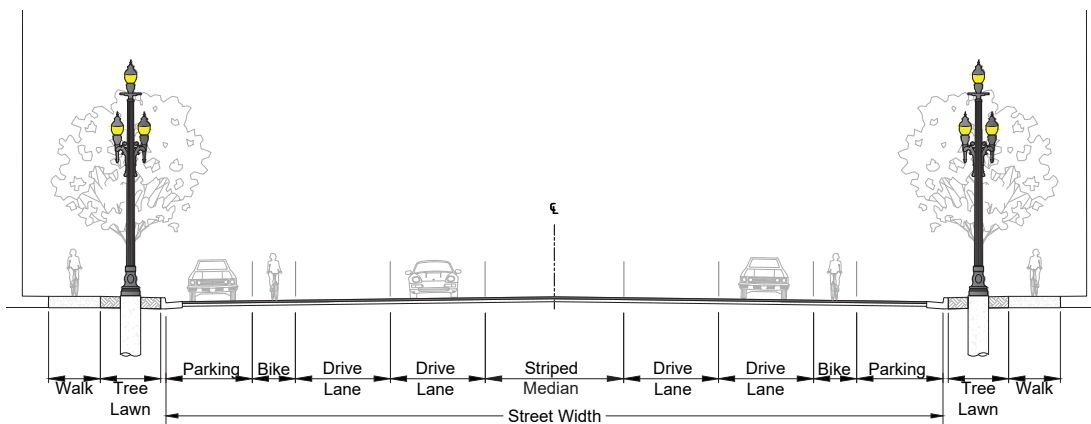 ℄
Parking Bike Drive Drive Striped Drive Drive Bike Parking
Walk Tree Lane Lane Median Lane Lane Tree Walk
Lawn Lawn
Street Width